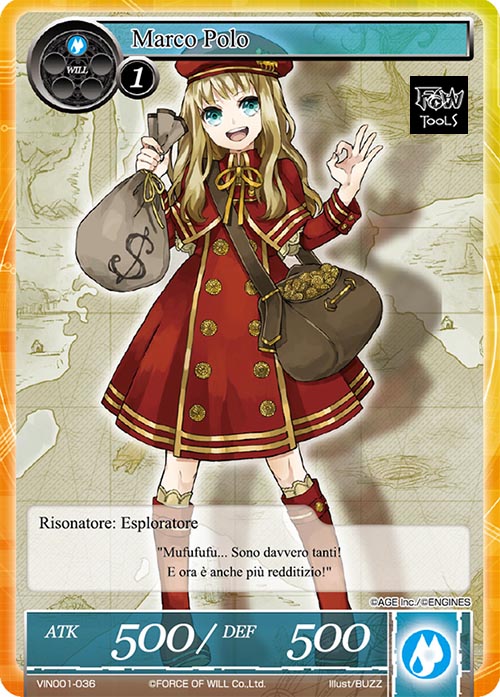 Marco Polo
WILL
1
FOW
TOOLS
$
Risonatore: Esploratore
"Mufufufu... Sono davvero tanti!
E ora è anche più redditizio!"
©AGE Inc./©ENGINES
ATK 500/ DEF 500
VIN001-036 ©FORCE OF WILL Co.,Ltd. Illust/BUZZ